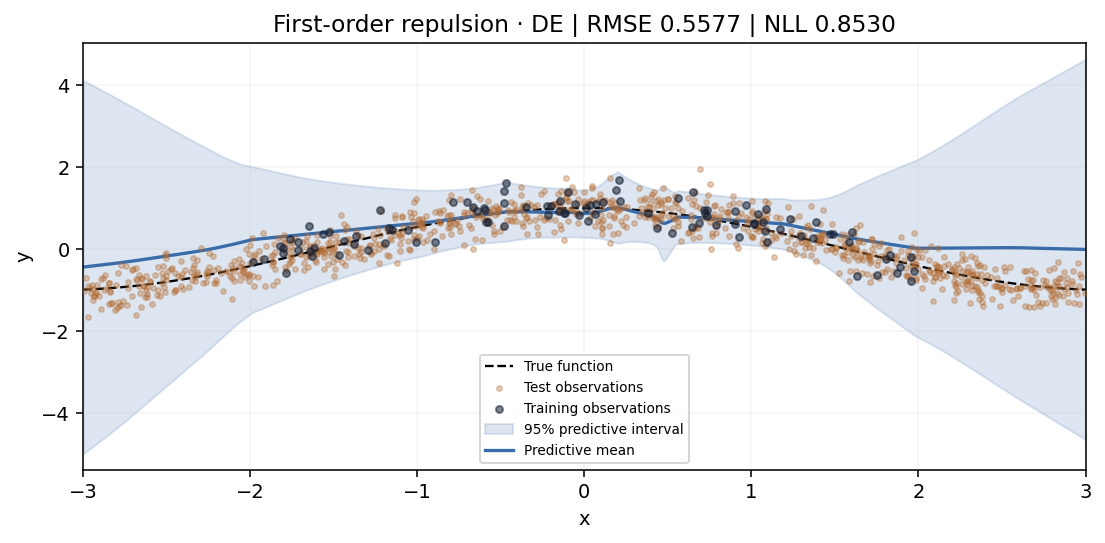 First-order repulsion · DE | RMSE 0.5577 | NLL 0.8530
4
2
0
−2
−4
y
True function
Test observations
Training observations
95% predictive interval
Predictive mean
−3
−2
−1
0
1
2
3
x